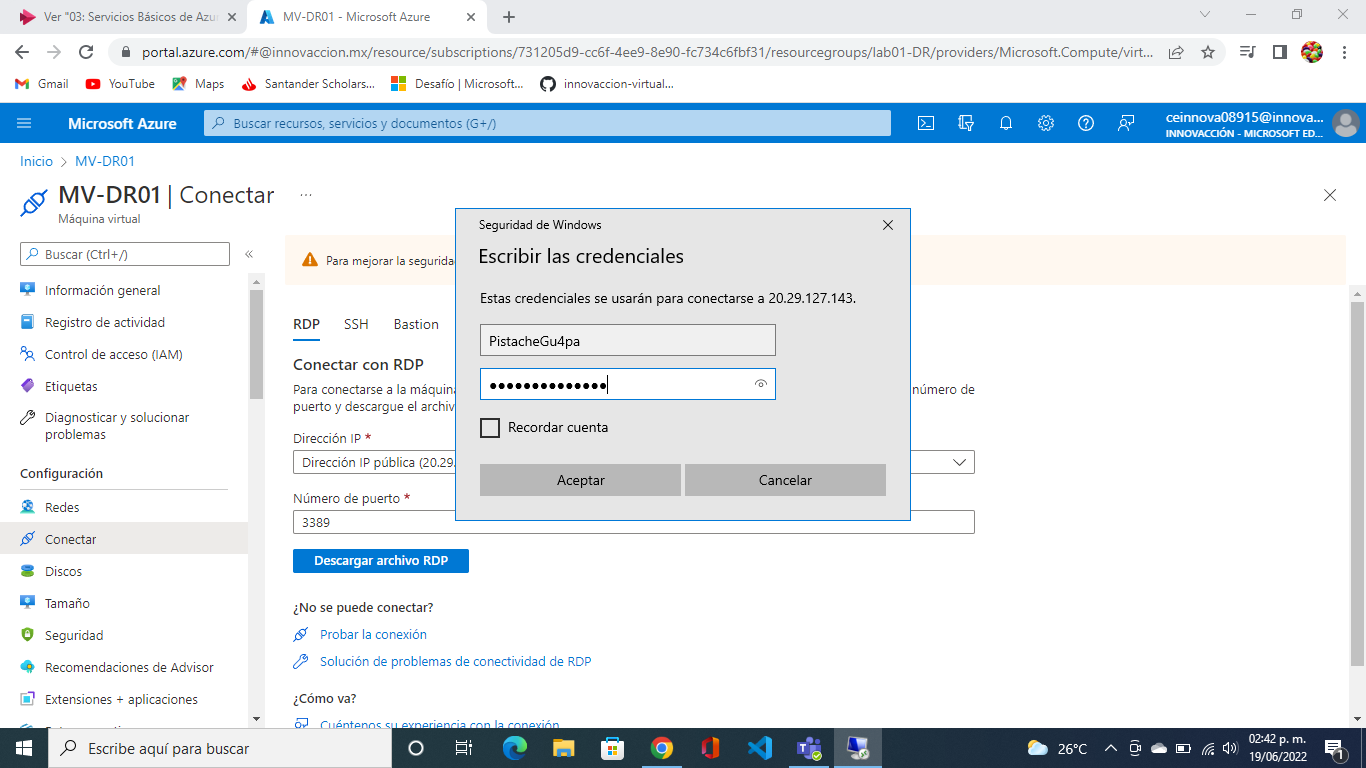 Ver "03: Servicios Básicos de Azu
MV-DR01 - Microsoft Azure
portal.azure.com/#@innovaccion.mx/resource/subscriptions/731205d9-cc6f-4ee9-8e90-fc734c6fbf31/resourcegroups/lab01-DR/providers/Microsoft.Compute/virt...
Gmail
YouTube
Maps
Santander Scholars...
Desafío | Microsoft...
innovaccion-virtual...
Microsoft Azure
Buscar recursos, servicios y documentos (G+/)
ceinnova08915@innova...
INNOVACCIÓN - MICROSOFT ED...
Inicio > MV-DR01
MV-DR01 | Conectar ...
Máquina virtual
Buscar (Ctrl+/)
«
Información general
Registro de actividad
Control de acceso (IAM)
Etiquetas
Diagnosticar y solucionar
problemas
Configuración
Redes
Conectar
Discos
Tamaño
Seguridad
Recomendaciones de Advisor
Extensiones + aplicaciones
Para mejorar la segurida
RDP
SSH
Bastion
Conectar con RDP
Para conectarse a la máquina
número de
puerto y descargue el archiv
Dirección IP *
Dirección IP pública (20.29.
Número de puerto *
3389
Descargar archivo RDP
¿No se puede conectar?
Probar la conexión
Solución de problemas de conectividad de RDP
¿Cómo va?
Cuéntenos su experiencia con la conexión
Seguridad de Windows
Escribir las credenciales
Estas credenciales se usarán para conectarse a 20.29.127.143.
PistacheGu4pa
●●●●●●●●●●●●●●
Recordar cuenta
Aceptar
Cancelar
Escribe aquí para buscar
26°C
02:42 p. m.
19/06/2022
1